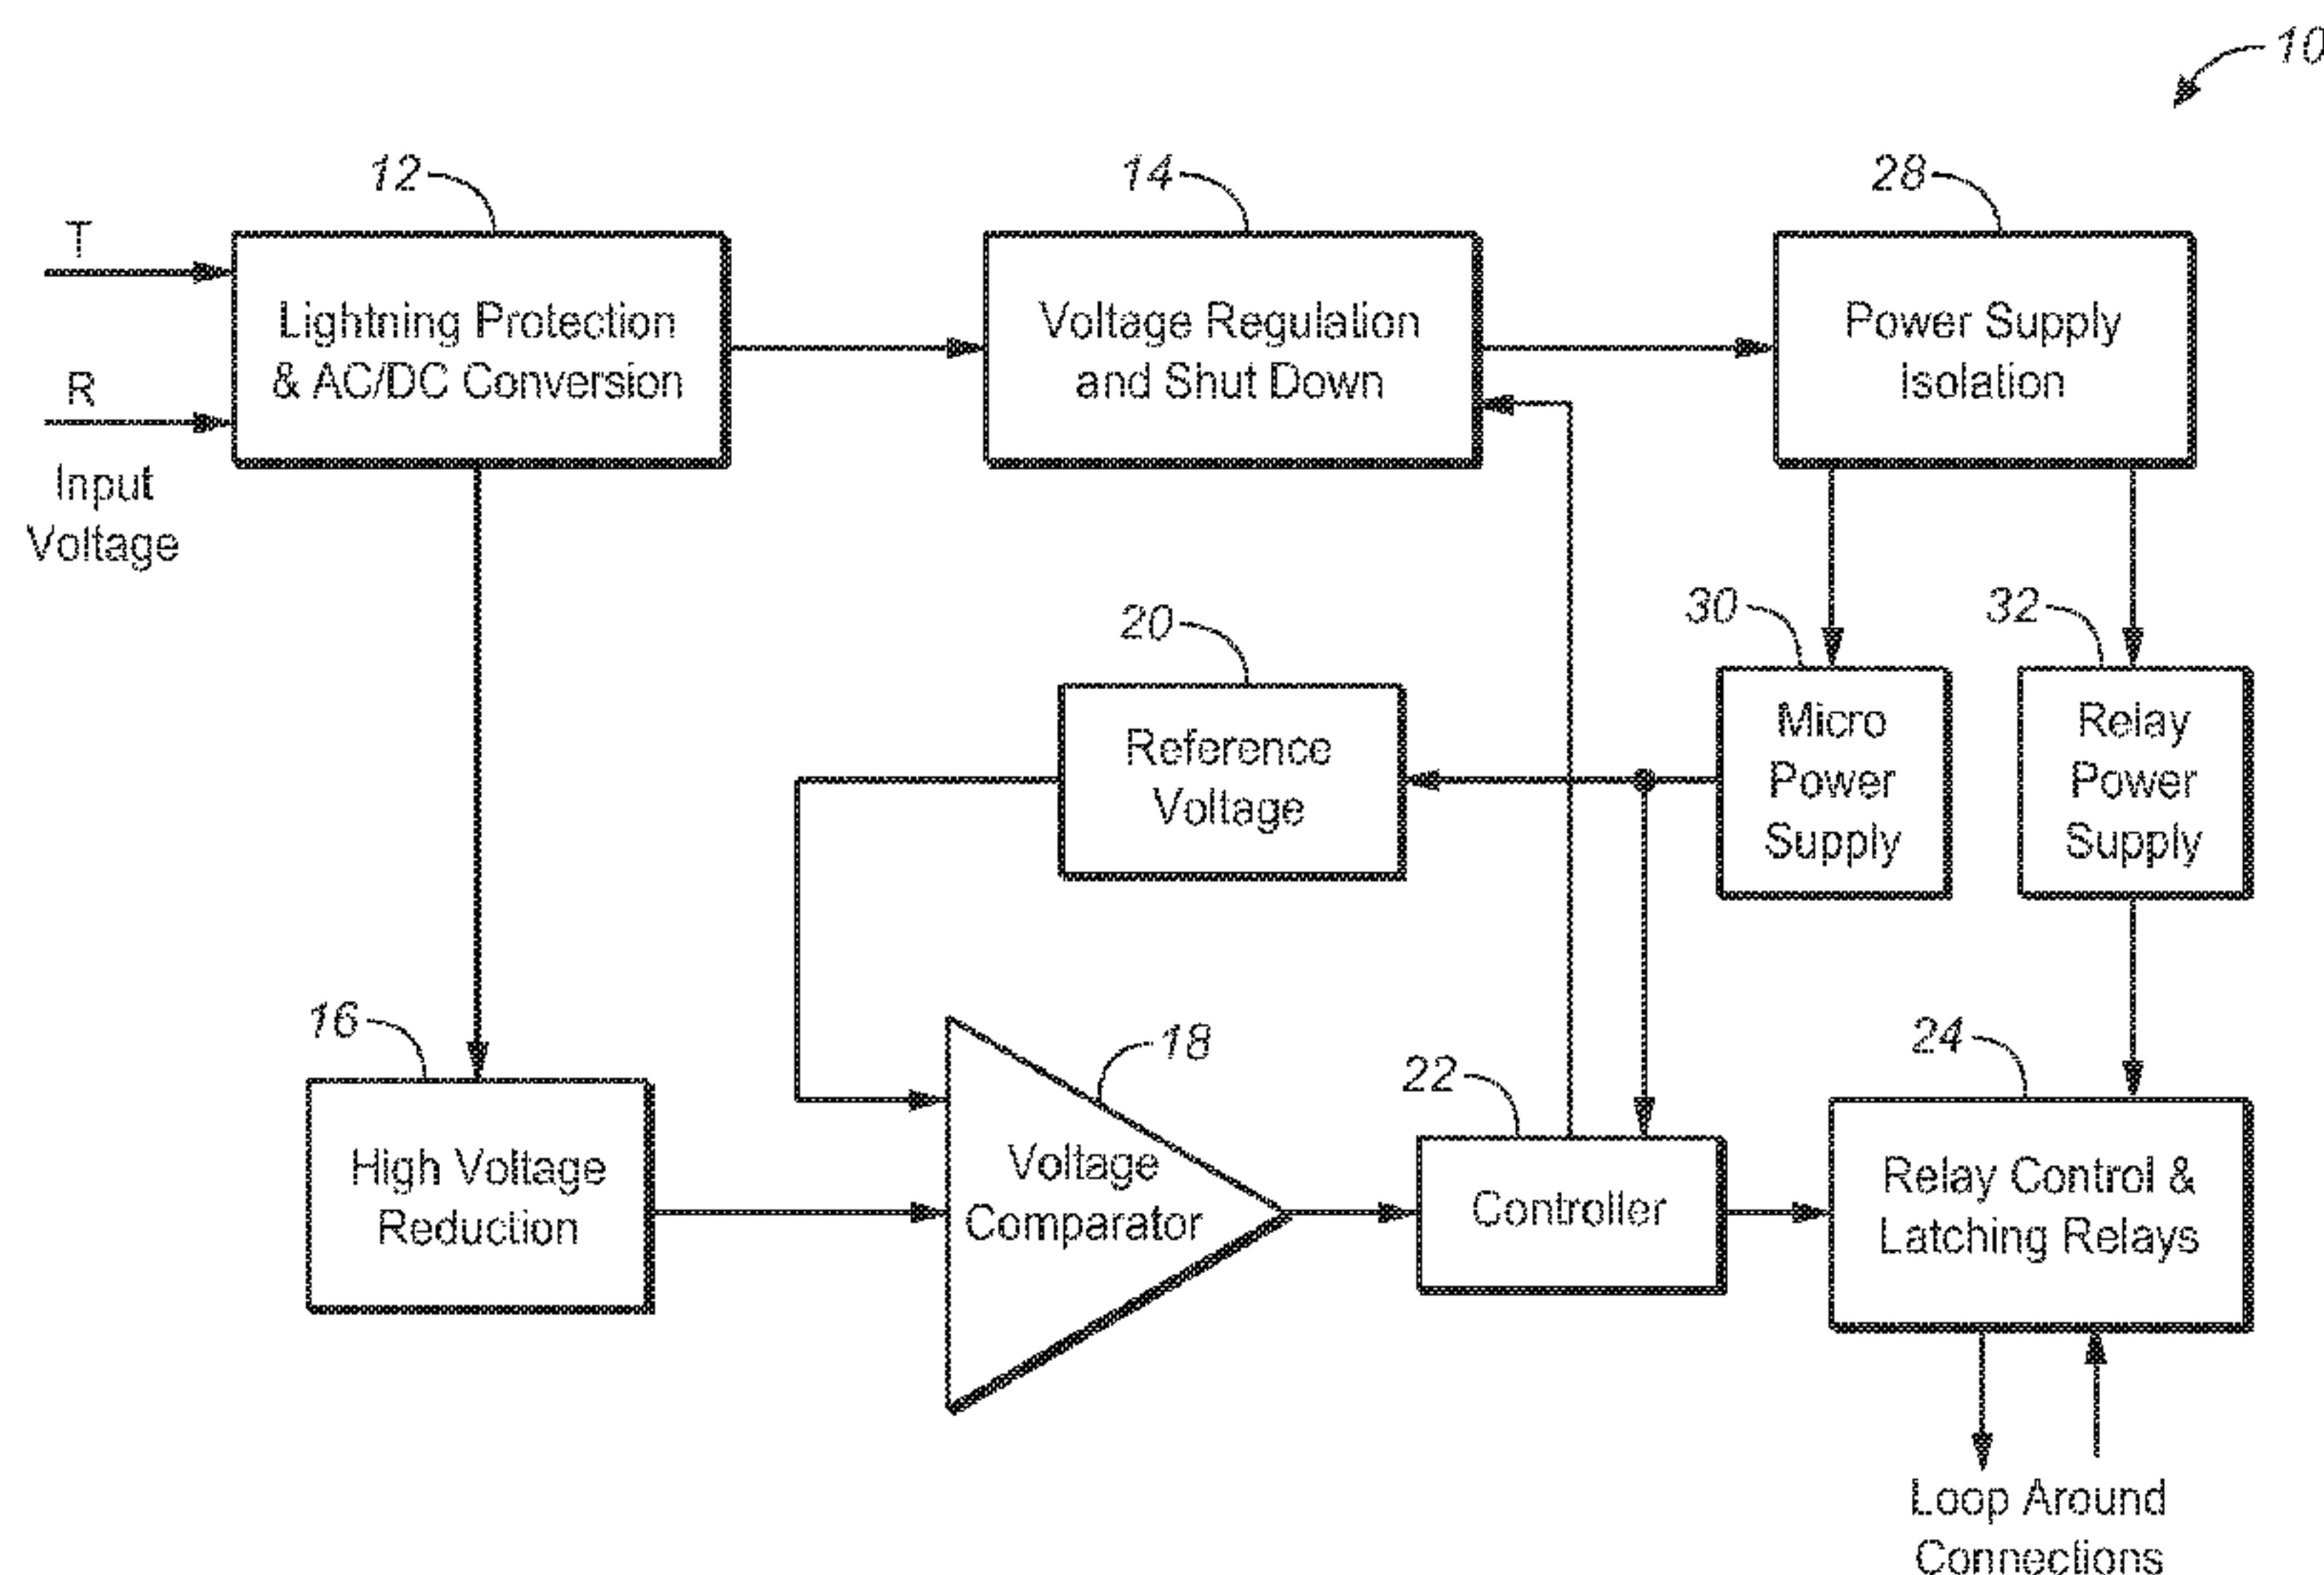 10
12
14
28
T
Lightning Protection
& AC/DC Conversion
Voltage Regulation
and Shut Down
Power Supply
Isolation
R
Input
Voltage
20
30
32
Reference
Voltage
Micro
Power
Supply
Relay
Power
Supply
16
18
22
24
High Voltage
Reduction
Voltage
Comparator
Controller
Relay Control &
Latching Relays
Loop Around
Connections